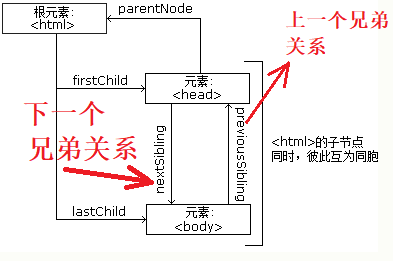 根元素:
<html>
parentNode
上一个兄弟
关系
firstChild
元素:
<head>
下一个
兄弟关系
nextSibling
previousSibling
<html>的子节点
同时，彼此互为同胞
lastChild
元素:
<body>